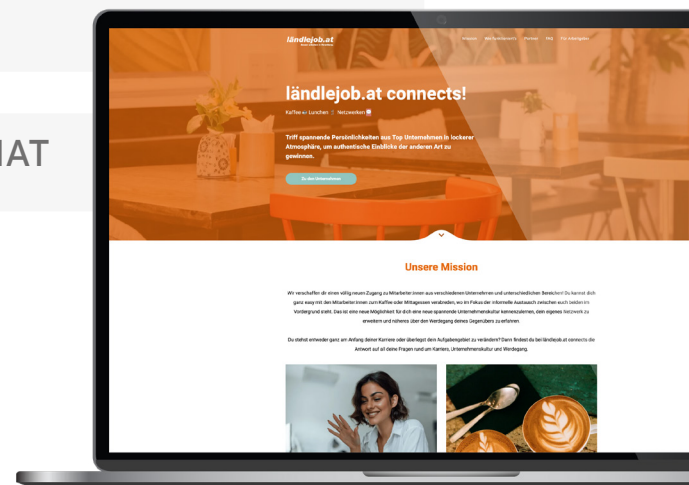 IAT
ländlejob.at
Mission
Partner
FAQ
Für Arbeitgeber
ländlejob.at connects!
Kaffee Lunchen Netzwerken
Triff spannende Persönlichkeiten aus Top Unternehmen in lockerer
Atmosphäre, um authentische Einblicke der anderen Art zu
gewinnen.
Zu den Unternehmen
Unsere Mission
Wir verschaffen dir einen völlig neuen Zugang zu Mitarbeiter:innen aus verschiedenen Unternehmen und unterschiedlichen Bereichen! Du kannst dich
ganz easy mit den Mitarbeiter:innen zum Kaffee oder Mittagessen verabreden, wo im Fokus der informelle Austausch zwischen euch beiden im
Vordergrund steht. Das ist eine neue Möglichkeit für dich eine neue spannende Unternehmenskultur kennenzulernen, dein eigenes Netzwerk zu
erweitern und näheres über den Werdegang deines Gegenübers zu erfahren.
Du stehst entweder ganz am Anfang deiner Karriere oder überlegst dein Aufgabengebiet zu verändern? Dann findest du bei ländlejob.at connects die
Antwort auf all deine Fragen rund um Karriere, Unternehmenskultur und Werdegang.